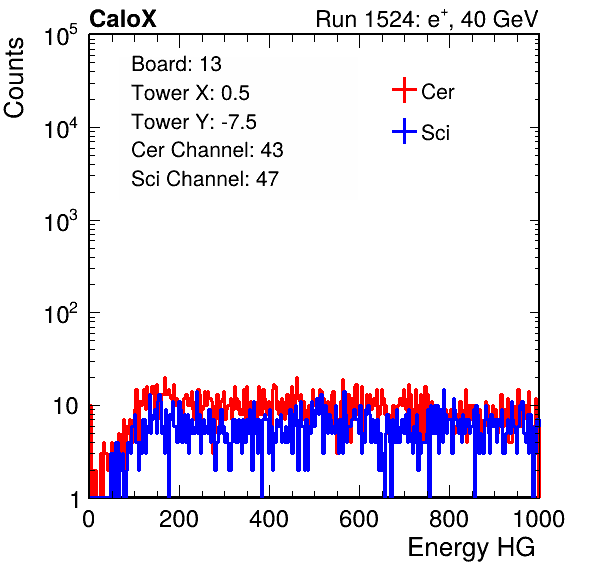 CaloX Run 1524: e⁺, 40 GeV
Counts
10⁵
10⁴
10³
10²
10
1
Board: 13
Tower X: 0.5
Tower Y: -7.5
Cer Channel: 43
Sci Channel: 47
Cer
Sci
0 200 400 600 800 1000
Energy HG